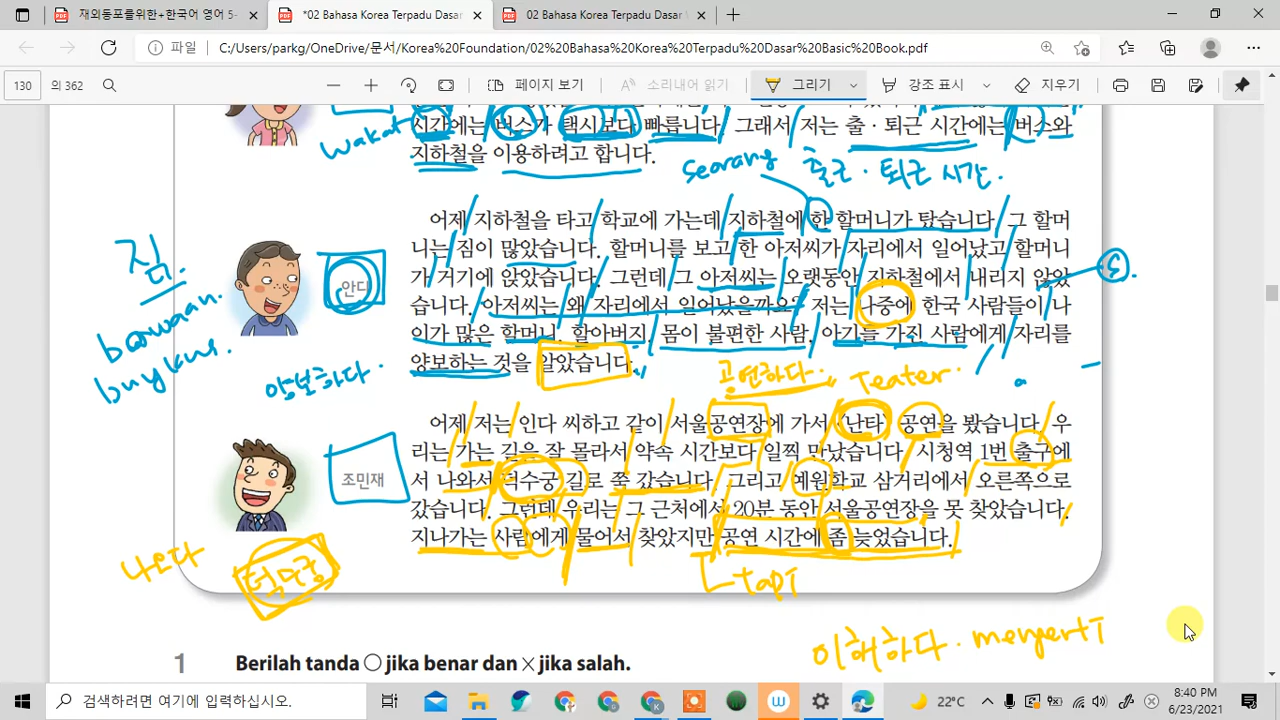 재외동포를위한+한국어 영어 5-
*02 Bahasa Korea Terpadu Dasar
02 Bahasa Korea Terpadu Dasar
파일 C:/Users/parkg/OneDrive/문서/Korea%20Foundation/02%20Bahasa%20Korea%20Terpadu%20Dasar%20Basic%20Book.pdf
130 의 362
페이지 보기 소리내어 읽기 그리기 강조 표시 지우기
시간에는 버스가 택시보다 빠릅니다. 그래서 저는 출·퇴근 시간에는 버스와
wakat
지하철을 이용하려고 합니다.
seorang 출근·퇴근 시간.
어제 지하철을 타고 학교에 가는데 지하철에 한 할머니가 탔습니다. 그 할머
니는 짐이 많았습니다. 할머니를 보고 한 아저씨가 자리에서 일어났고 할머니
짐.
안디
가 거기에 앉았습니다. 그런데 그 아저씨는 오랫동안 지하철에서 내리지 않았
습니다. 아저씨는 왜 자리에서 일어났을까요? 저는 나중에 한국 사람들이 나
bawaan.
인가 많은 할머니, 할아버지, 몸이 불편한 사람, 아기를 가진 사람에게 자리를
bungkus.
양보하는 것을 알았습니다.
양보하다. 공연하다. Teater.
어제 저는 인다 씨하고 같이 서울공연장에 가서 〈난타〉 공연을 봤습니다. 우
리는 가는 길을 잘 몰라서 약속 시간보다 일찍 만났습니다. 시청역 1번 출구에
조민재
서 나와서 덕수궁 길로 쭉 갔습니다. 그리고 예원학교 삼거리에서 오른쪽으로
갔습니다. 그런데 우리는 그 근처에서 20분 동안 서울공연장을 못 찾았습니다.
지나가는 사람에게 물어서 찾았지만 공연 시간에 좀 늦었습니다.
나오다 덕수궁 tapi
이해하다. mengerti
1 Berilah tanda ○ jika benar dan × jika salah.
검색하려면 여기에 입력하십시오.
22°C
8:40 PM
6/23/2021